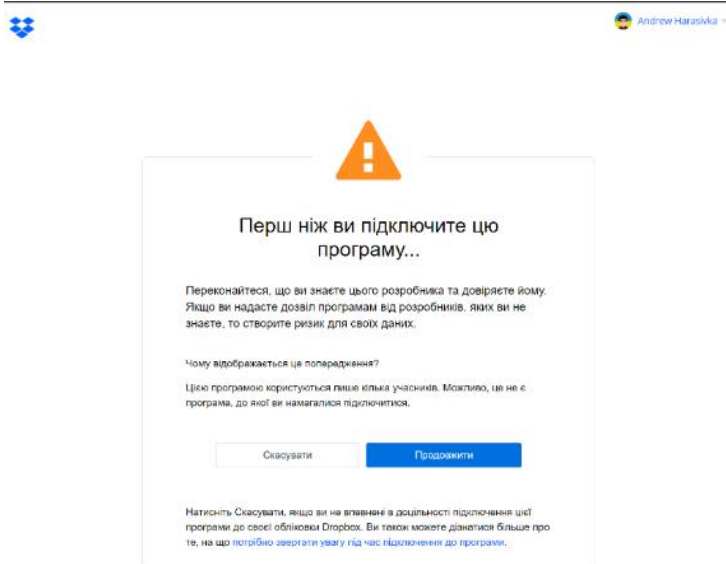 Andrew Harasivka
Перш ніж ви підключите цю
програму...
Переконайтеся, що ви знаєте цього розробника та довіряєте йому.
Якщо ви надасте дозвіл програмам від розробників, яких ви не
знаєте, то створите ризик для своїх даних.
Чому відображається це попередження?
Цією програмою користуються лише кілька учасників. Можливо, це не є
програма, до якої ви намагалися підключитися.
Скасувати
Продовжити
Натисніть Скасувати, якщо ви не впевнені в доцільності підключення цієї
програми до своєї обліковки Dropbox. Ви також можете дізнатися більше про
те, на що потрібно звертати увагу під час підключення до програми.